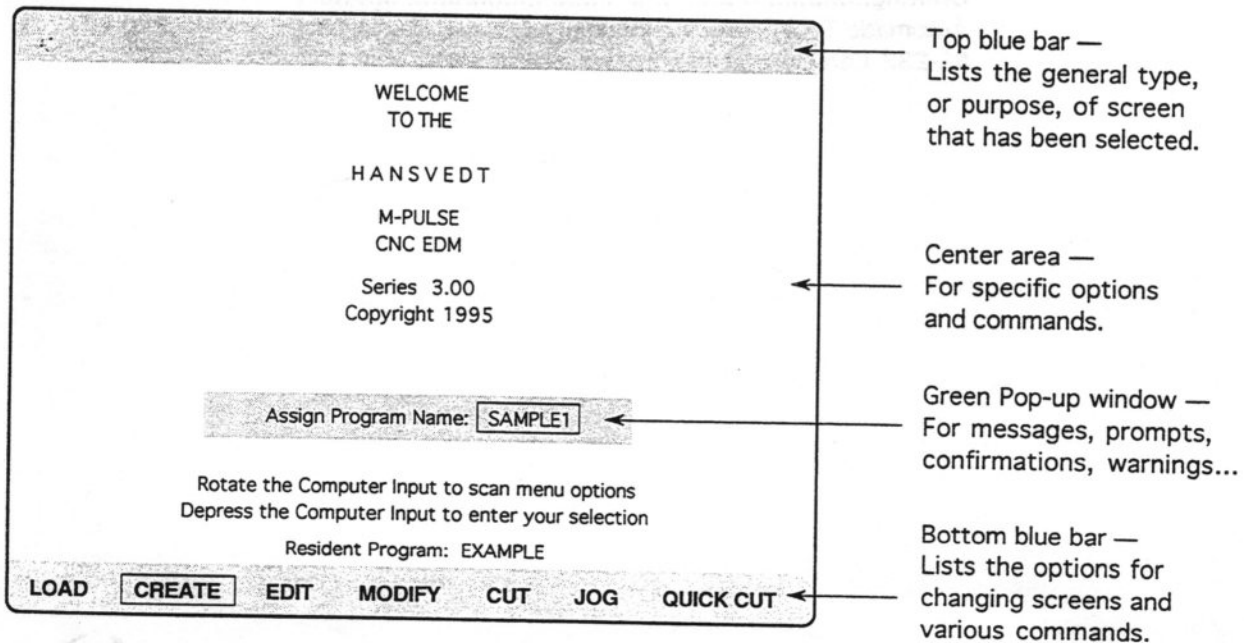 Top blue bar —
Lists the general type,
or purpose, of screen
that has been selected.
WELCOME
TO THE
HANSVEDT
M-PULSE
CNC EDM
Series 3.00
Copyright 1995
Center area —
For specific options
and commands.
Assign Program Name: SAMPLE1
Green Pop-up window —
For messages, prompts,
confirmations, warnings...
Rotate the Computer Input to scan menu options
Depress the Computer Input to enter your selection
Resident Program: EXAMPLE
LOAD CREATE EDIT MODIFY CUT JOG QUICK CUT
Bottom blue bar —
Lists the options for
changing screens and
various commands.